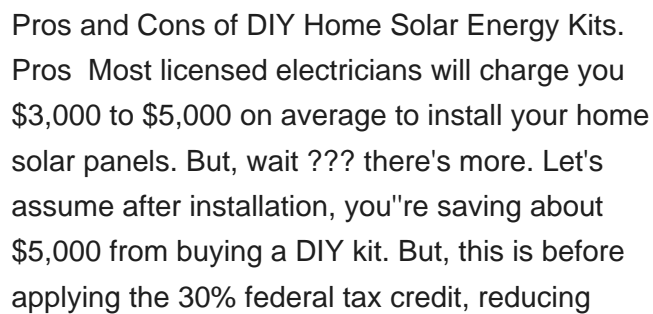 Pros and Cons of DIY Home Solar Energy Kits.
Pros  Most licensed electricians will charge you
$3,000 to $5,000 on average to install your home
solar panels. But, wait ??? there's more. Let's
assume after installation, you''re saving about
$5,000 from buying a DIY kit. But, this is before
applying the 30% federal tax credit, reducing